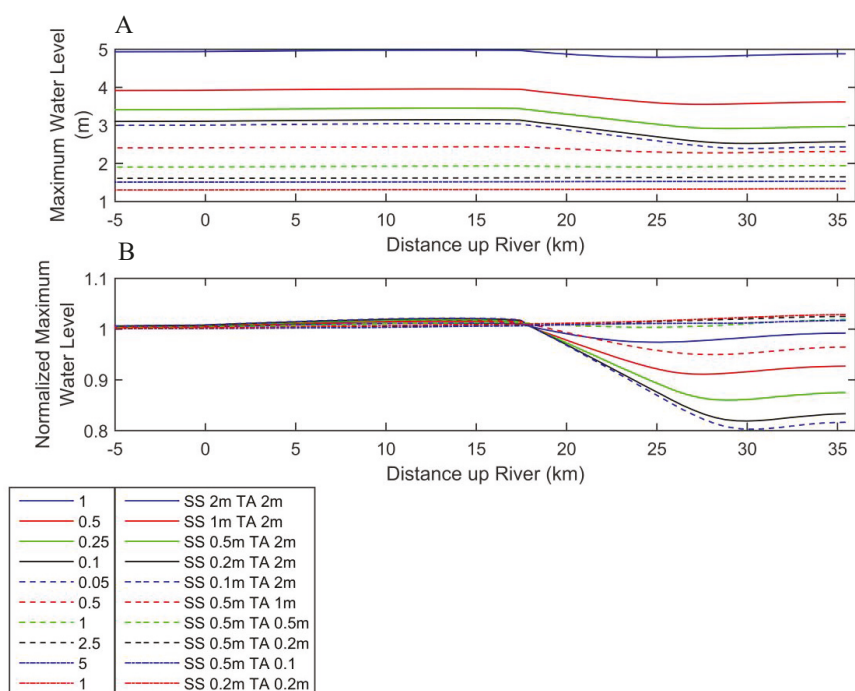 A
5
4
3
2
1
Maximum Water Level
(m)
-5 0 5 10 15 20 25 30 35
Distance up River (km)
B
1.1
1
0.9
0.8
Normalized Maximum
Water Level
-5 0 5 10 15 20 25 30 35
Distance up River (km)
1 SS 2m TA 2m
0.5 SS 1m TA 2m
0.25 SS 0.5m TA 2m
0.1 SS 0.2m TA 2m
0.05 SS 0.1m TA 2m
0.5 SS 0.5m TA 1m
1 SS 0.5m TA 0.5m
2.5 SS 0.5m TA 0.2m
5 SS 0.5m TA 0.1
1 SS 0.2m TA 0.2m